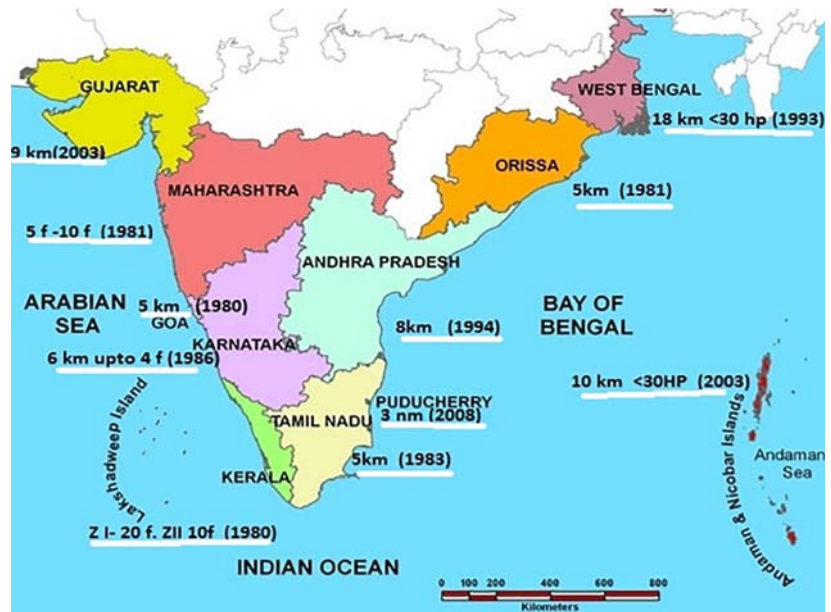 GUJARAT
WEST BENGAL
18 km <30 hp (1993)
9 km(2003)
ORISSA
MAHARASHTRA
5km (1981)
5 f -10 f (1981)
ANDHRA PRADESH
ARABIAN
SEA
5 km (1980)
GOA
BAY OF
BENGAL
KARNATAKA
8km (1994)
6 km upto 4 f (1986)
10 km <30HP (2003)
PUDUCHERRY
3 nm (2008)
TAMIL NADU
Lakshadweep Island
5km (1983)
KERALA
Andaman
Sea
Andaman & Nicobar Islands
Z I- 20 f. ZII 10f (1980)
INDIAN OCEAN
0 100 200 400 600 800
Kilometers